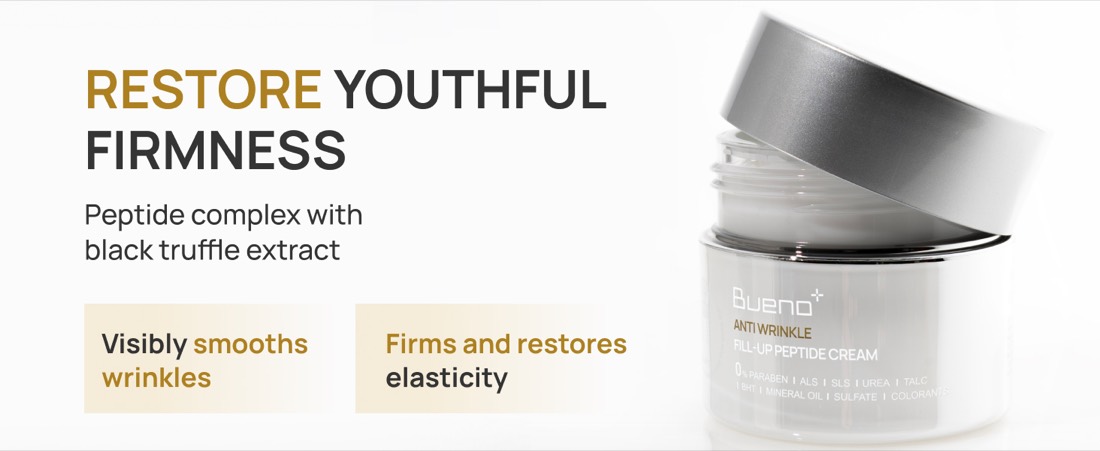 RESTORE YOUTHFUL
FIRMNESS
Peptide complex with
black truffle extract
Visibly smooths
wrinkles
Firms and restores
elasticity
Bueno+
ANTI WRINKLE
FILL-UP PEPTIDE CREAM
0% PARABEN I ALS I SLS I UREA I TALC
I BHT I MINERAL OIL I SULFATE I COLORANT